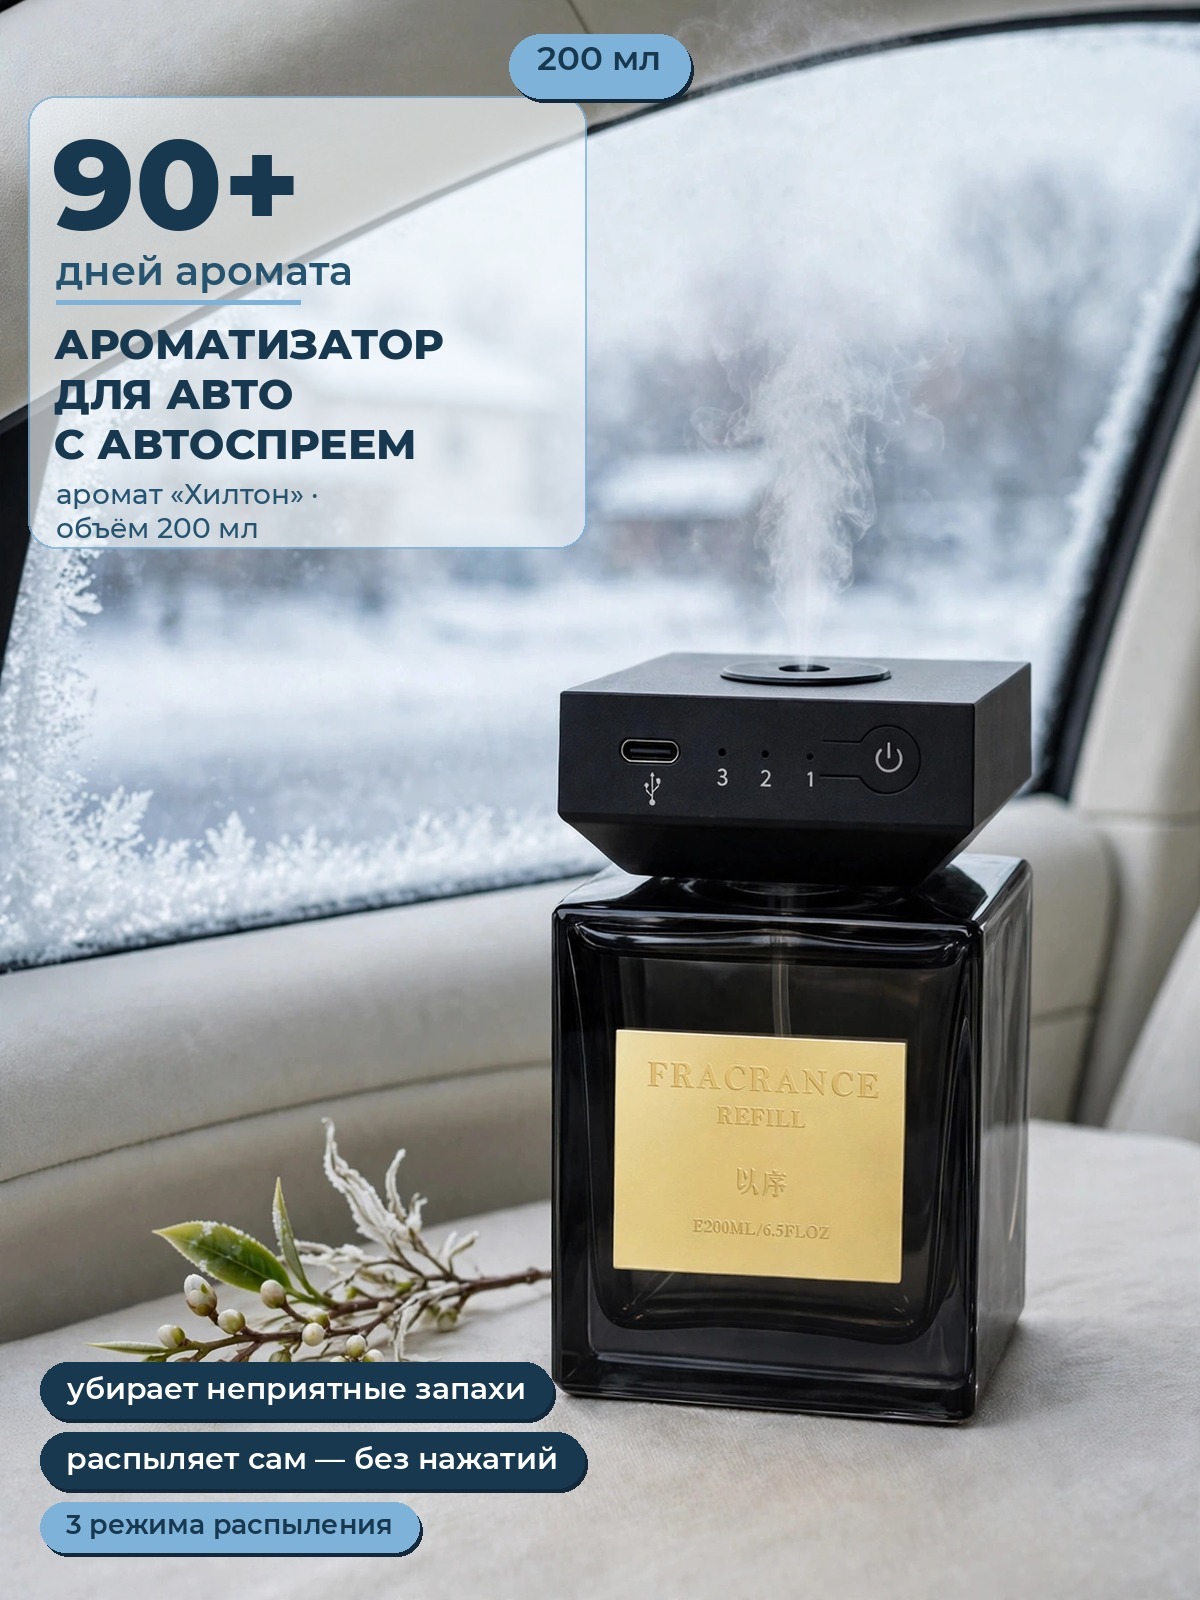 200 мл
90+
дней аромата
АРОМАТИЗАТОР
ДЛЯ АВТО
С АВТОСПРЕЕМ
аромат «Хилтон» ·
объём 200 мл
3 2 1
FRAGRANCE
REFILL
以序
E200ML/6.5FLOZ
убирает неприятные запахи
распыляет сам — без нажатий
3 режима распыления